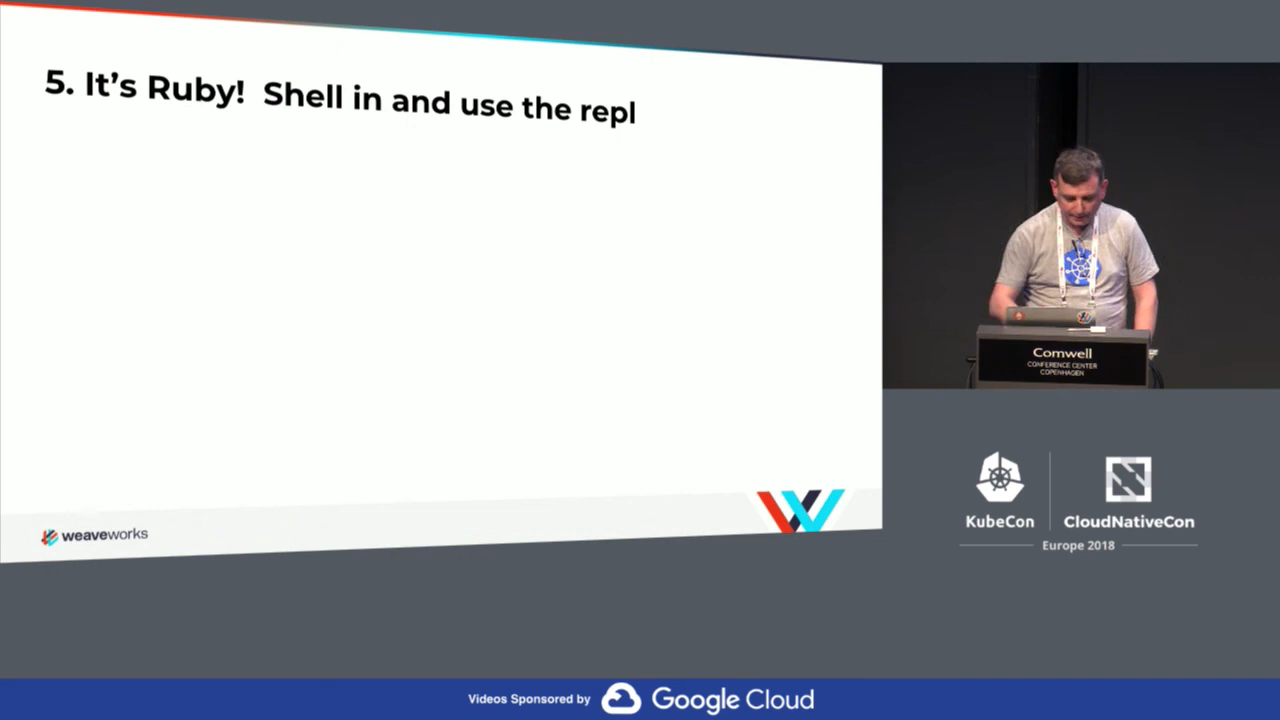 5. It's Ruby!  Shell in and use the repl
weaveworks
Comwell
CONFERENCE CENTER
COPENHAGEN
KubeCon
CloudNativeCon
Europe 2018
Videos Sponsored by Google Cloud